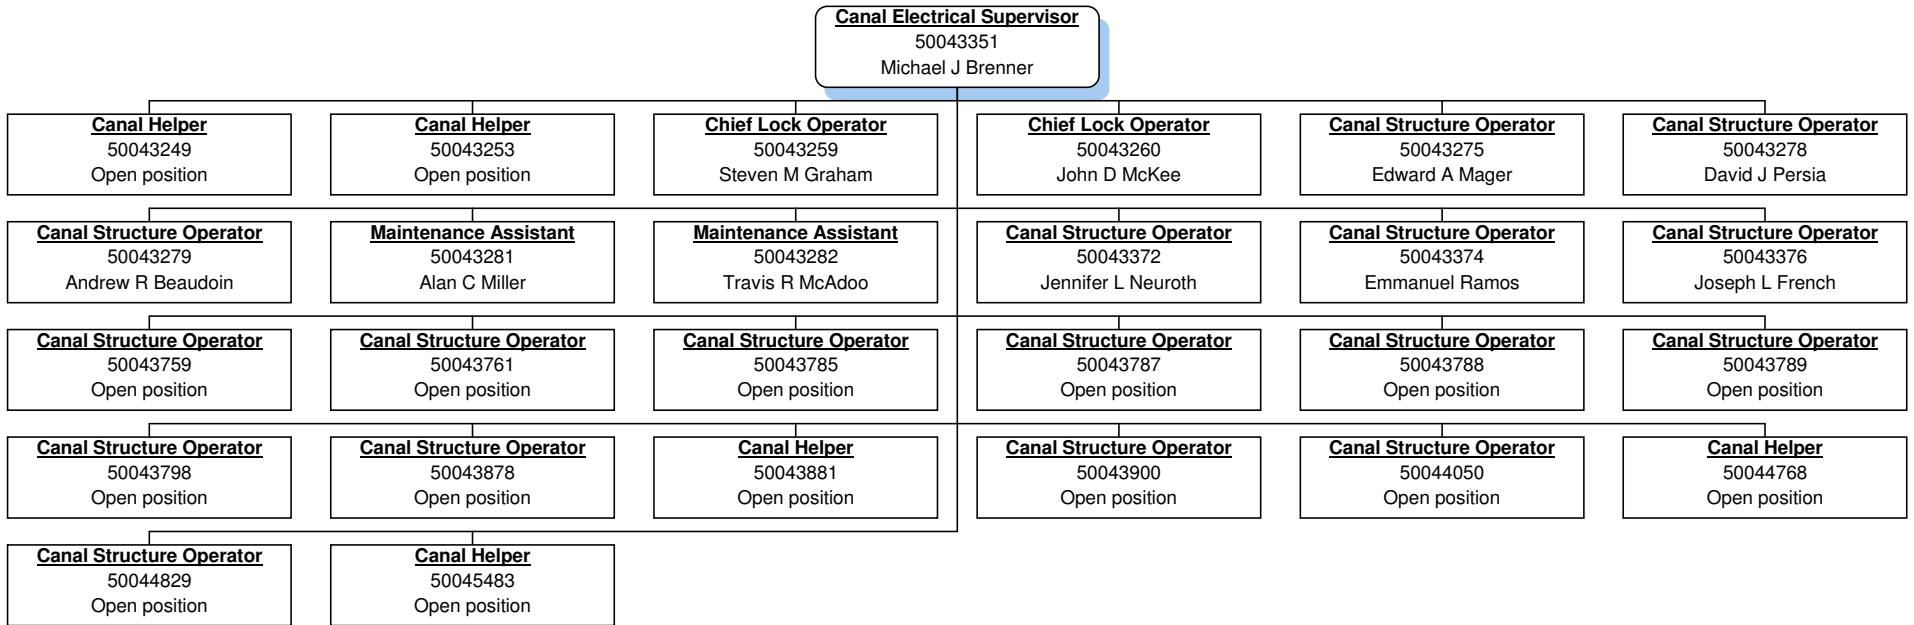 Canal Electrical Supervisor
50043351
Michael J Brenner
Canal Helper
50043249
Open position
Canal Helper
50043253
Open position
Chief Lock Operator
50043259
Steven M Graham
Chief Lock Operator
50043260
John D McKee
Canal Structure Operator
50043275
Edward A Mager
Canal Structure Operator
50043278
David J Persia
Canal Structure Operator
50043279
Andrew R Beaudoin
Maintenance Assistant
50043281
Alan C Miller
Maintenance Assistant
50043282
Travis R McAdoo
Canal Structure Operator
50043372
Jennifer L Neuroth
Canal Structure Operator
50043374
Emmanuel Ramos
Canal Structure Operator
50043376
Joseph L French
Canal Structure Operator
50043759
Open position
Canal Structure Operator
50043761
Open position
Canal Structure Operator
50043785
Open position
Canal Structure Operator
50043787
Open position
Canal Structure Operator
50043788
Open position
Canal Structure Operator
50043789
Open position
Canal Structure Operator
50043798
Open position
Canal Structure Operator
50043878
Open position
Canal Helper
50043881
Open position
Canal Structure Operator
50043900
Open position
Canal Structure Operator
50044050
Open position
Canal Helper
50044768
Open position
Canal Structure Operator
50044829
Open position
Canal Helper
50045483
Open position